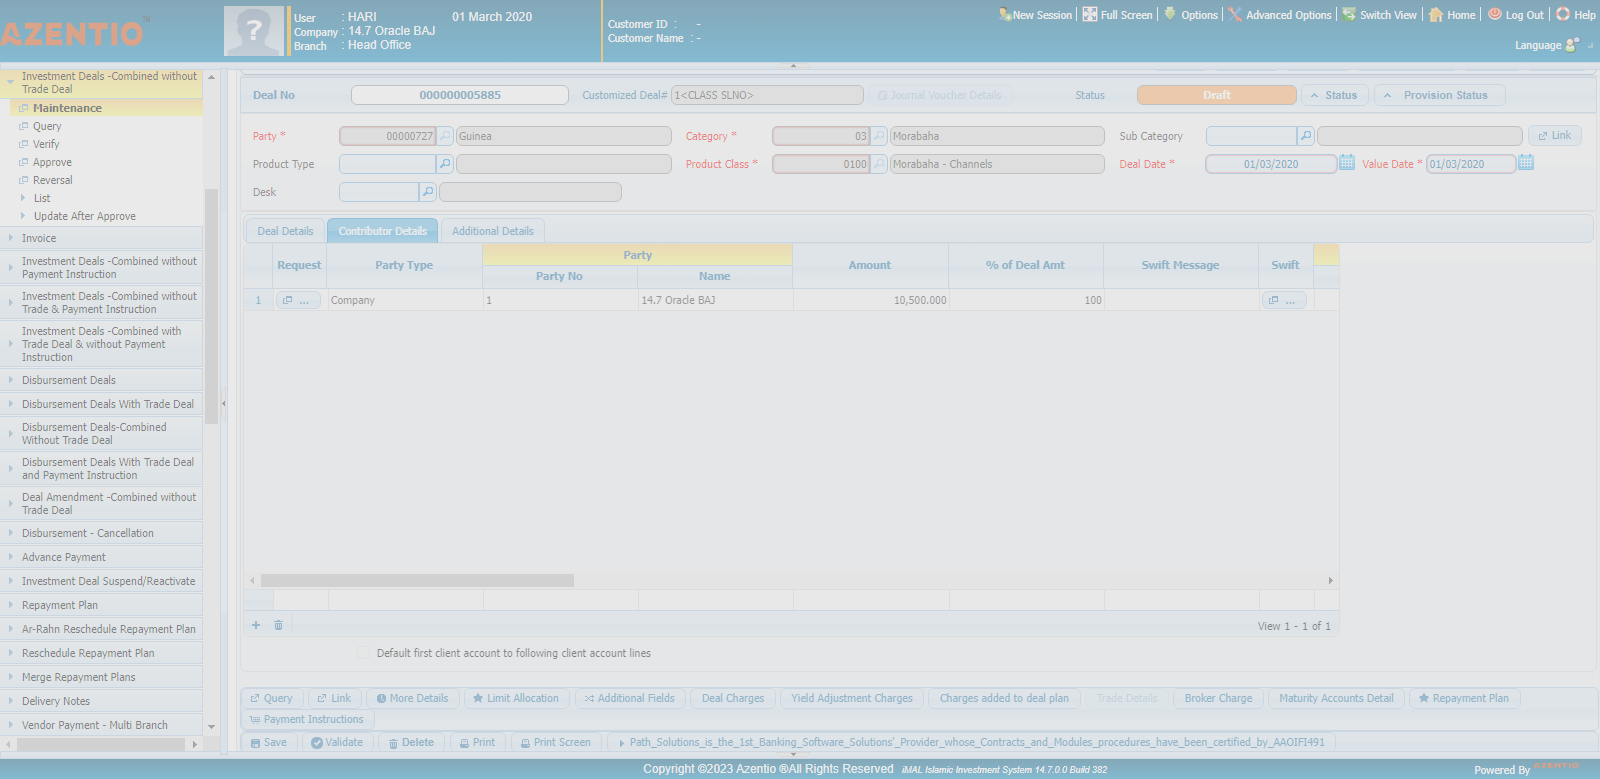 AZENTIO™
User : HARI 01 March 2020
Company : 14.7 Oracle BAJ
Branch : Head Office
Customer ID : -
Customer Name : -
New Session Full Screen Options Advanced Options Switch View Home Log Out Help
Language
Investment Deals -Combined without
Trade Deal
Maintenance
Query
Verify
Approve
Reversal
List
Update After Approve
Invoice
Investment Deals -Combined without
Payment Instruction
Investment Deals -Combined without
Trade & Payment Instruction
Investment Deals -Combined with
Trade Deal & without Payment
Instruction
Disbursement Deals
Disbursement Deals With Trade Deal
Disbursement Deals-Combined
Without Trade Deal
Disbursement Deals With Trade Deal
and Payment Instruction
Deal Amendment -Combined without
Trade Deal
Disbursement - Cancellation
Advance Payment
Investment Deal Suspend/Reactivate
Repayment Plan
Ar-Rahn Reschedule Repayment Plan
Reschedule Repayment Plan
Merge Repayment Plans
Delivery Notes
Vendor Payment - Multi Branch
Deal No 000000005885 Customized Deal# 1<CLASS SLNO> Journal Voucher Details Status Draft Status Provision Status
Party * 00000727 Guinea Category * 03 Morabaha Sub Category Link
Product Type Product Class * 0100 Morabaha - Channels Deal Date * 01/03/2020 Value Date * 01/03/2020
Desk
Deal Details Contributor Details Additional Details
Request Party Type Party Amount % of Deal Amt Swift Message Swift
Party No Name
1 ... Company 1 14.7 Oracle BAJ 10,500.000 100 ...
View 1 - 1 of 1
Default first client account to following client account lines
Query Link More Details Limit Allocation Additional Fields Deal Charges Yield Adjustment Charges Charges added to deal plan Trade Details Broker Charge Maturity Accounts Detail Repayment Plan
Payment Instructions
Save Validate Delete Print Print Screen Path_Solutions_is_the_1st_Banking_Software_Solutions'_Provider_whose_Contracts_and_Modules_procedures_have_been_certified_by_AAOIFI491
Copyright ©2023 Azentio ®All Rights Reserved iMAL Islamic Investment System 14.7.0.0 Build 382
Powered By AZENTIO